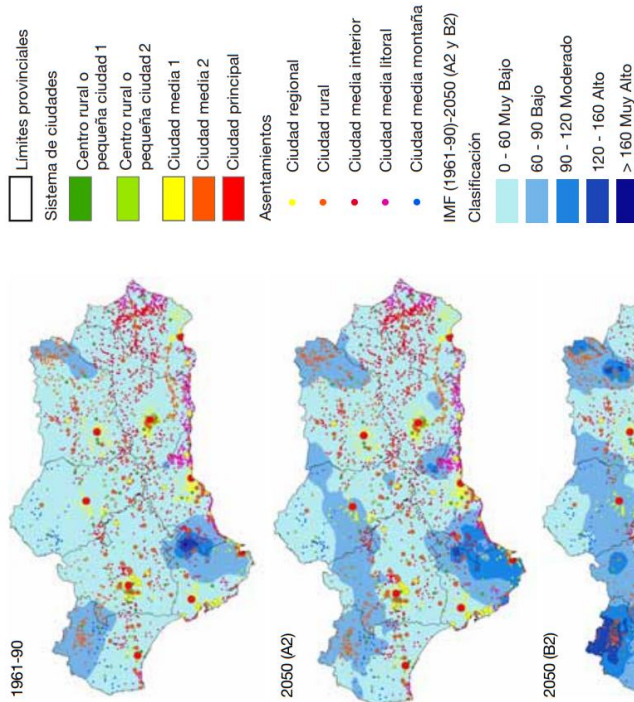 1961-90
2050 (A2)
2050 (B2)
Límites provinciales
Sistema de ciudades
Centro rural o
pequeña ciudad 1
Centro rural o
pequeña ciudad 2
Ciudad media 1
Ciudad media 2
Ciudad principal
Asentamientos
Ciudad regional
Ciudad rural
Ciudad media interior
Ciudad media litoral
Ciudad media montaña
IMF (1961-90)-2050 (A2 y B2)
Clasificación
0 - 60 Muy Bajo
60 - 90 Bajo
90 - 120 Moderado
120 - 160 Alto
> 160 Muy Alto